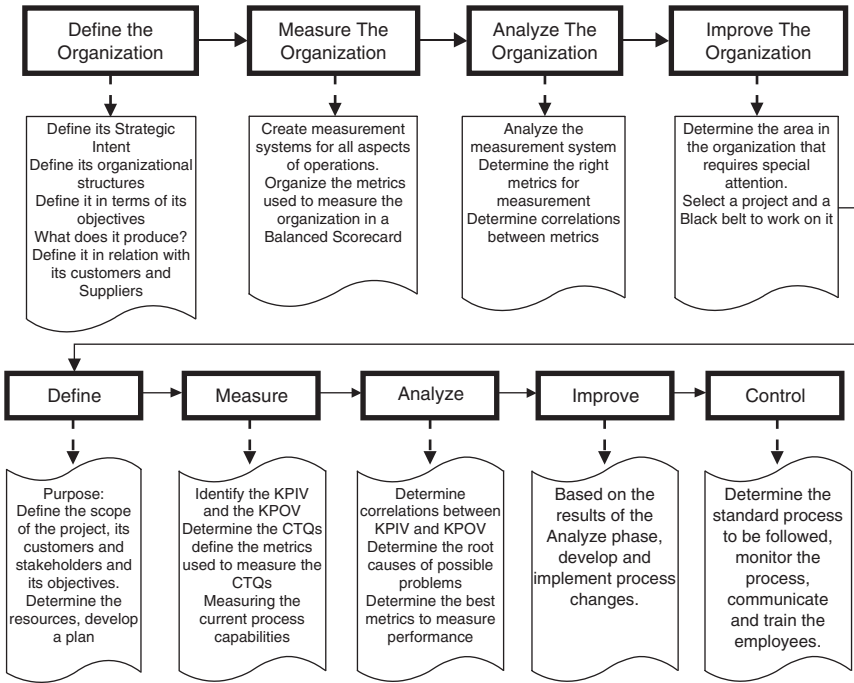 Define the
Organization
Measure The
Organization
Analyze The
Organization
Improve The
Organization
Define its Strategic
Intent
Define its organizational
structures
Define it in terms of its
objectives
What does it produce?
Define it in relation with
its customers and
Suppliers
Create measurement
systems for all aspects
of operations.
Organize the metrics
used to measure the
organization in a
Balanced Scorecard
Analyze the
measurement system
Determine the right
metrics for
measurement
Determine correlations
between metrics
Determine the area in
the organization that
requires special
attention.
Select a project and a
Black belt to work on it
Define
Measure
Analyze
Improve
Control
Purpose:
Define the scope
of the project, its
customers and
stakeholders and
its objectives.
Determine the
resources, develop
a plan
Identify the KPIV
and the KPOV
Determine the CTQs
define the metrics
used to measure the
CTQs
Measuring the
current process
capabilities
Determine
correlations between
KPIV and KPOV
Determine the root
causes of possible
problems
Determine the best
metrics to measure
performance
Based on the
results of the
Analyze phase,
develop and
implement process
changes.
Determine the
standard process
to be followed,
monitor the
process,
communicate
and train the
employees.